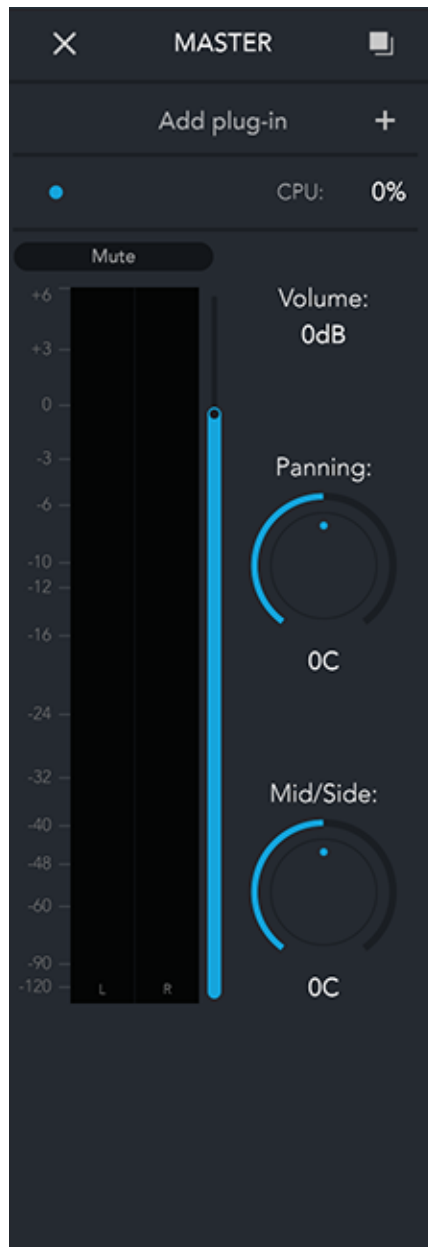 MASTER
Add plug-in +
CPU: 0%
Mute
+6
Volume:
0dB
+3
0
-3
Panning:
-6
-10
-12
-16
0C
-24
-32
Mid/Side:
-40
-48
-60
-90
-120
L R
0C